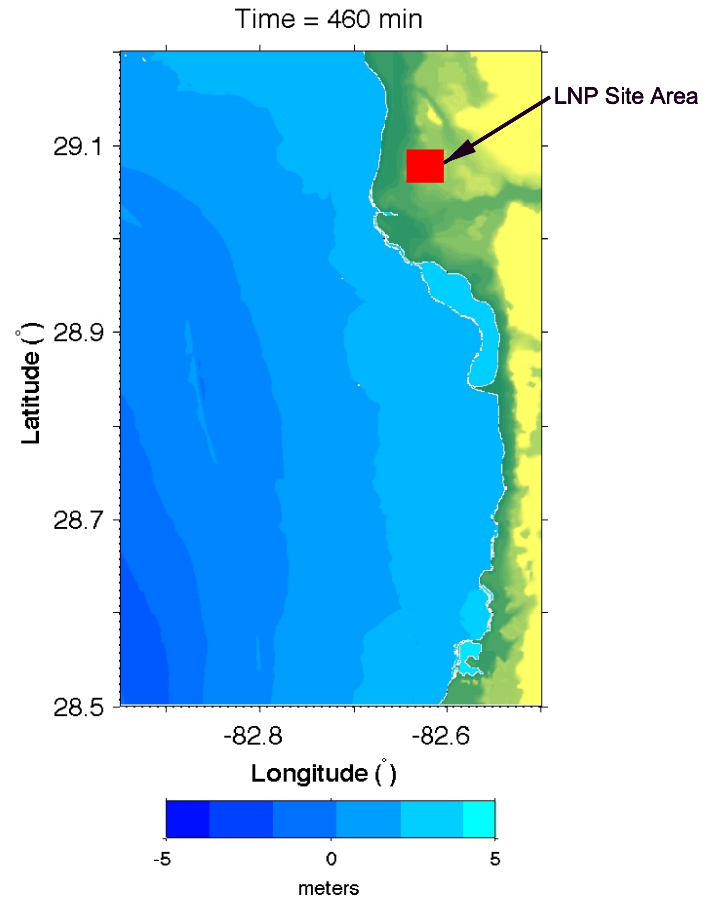 Time = 460 min
LNP Site Area
29.1
28.9
28.7
28.5
Latitude (°)
-82.8 -82.6
Longitude (°)
-5 0 5
meters